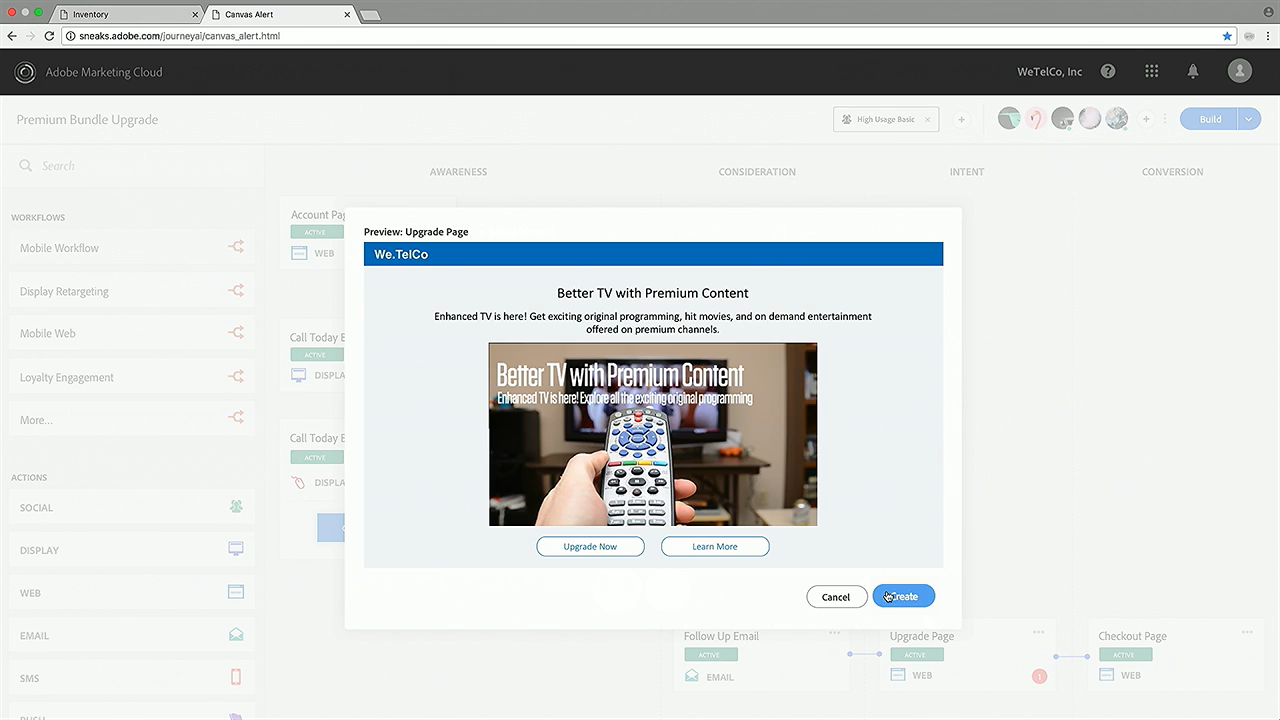 Inventory
Canvas Alert
sneaks.adobe.com/journeyai/canvas_alert.html
Adobe Marketing Cloud
WeTelCo, Inc
Premium Bundle Upgrade
High Usage Basic
Build
Search
AWARENESS
CONSIDERATION
INTENT
CONVERSION
WORKFLOWS
Mobile Workflow
Display Retargeting
Mobile Web
Loyalty Engagement
More...
ACTIONS
SOCIAL
DISPLAY
WEB
EMAIL
SMS
PUSH
Account Pag
ACTIVE
WEB
Call Today B
ACTIVE
DISPLA
Call Today B
ACTIVE
DISPLA
Preview: Upgrade Page
We.TelCo
Better TV with Premium Content
Enhanced TV is here! Get exciting original programming, hit movies, and on demand entertainment
offered on premium channels.
Better TV with Premium Content
Enhanced TV is here! Explore all the exciting original programming
Upgrade Now
Learn More
Cancel
Create
Follow Up Email
ACTIVE
EMAIL
Upgrade Page
ACTIVE
WEB
1
Checkout Page
ACTIVE
WEB